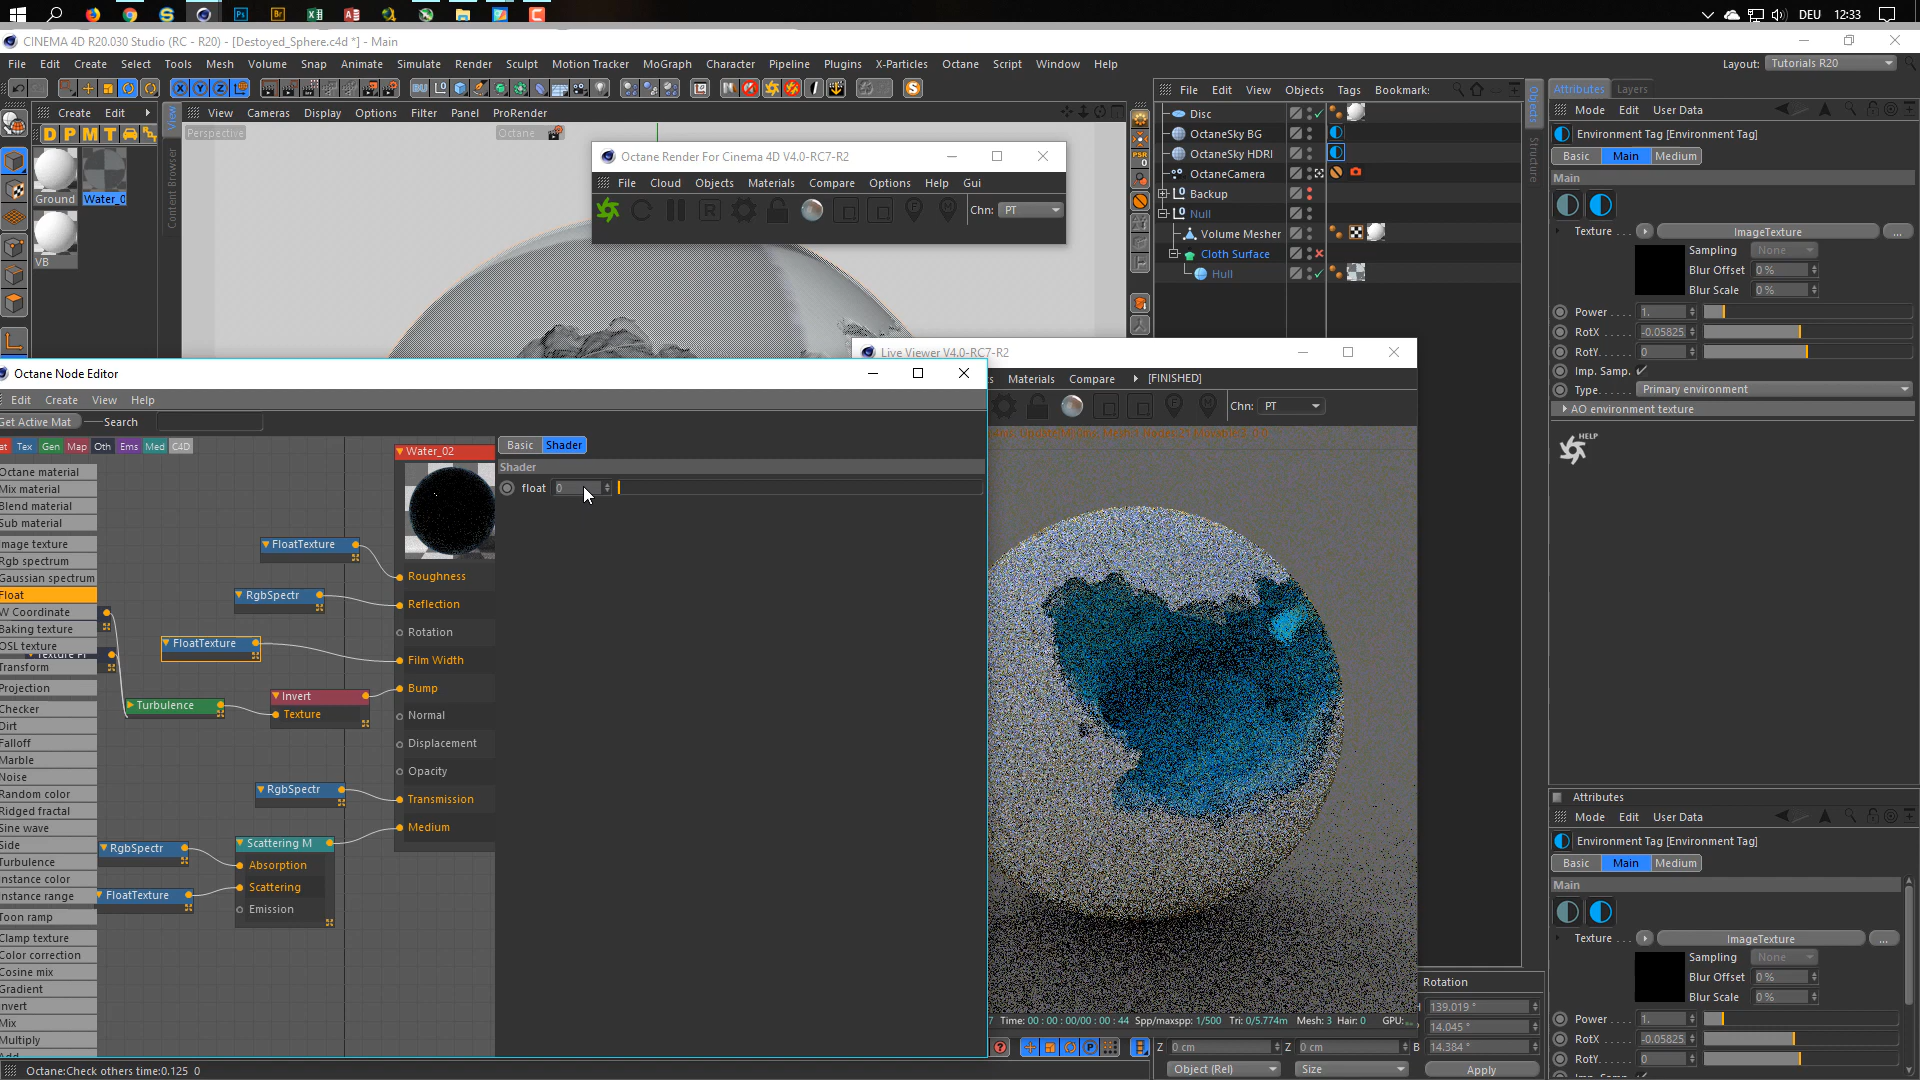 DEU 12:33
CINEMA 4D R20.030 Studio (RC - R20) - [Destoyed_Sphere.c4d *] - Main
File Edit Create Select Tools Mesh Volume Snap Animate Simulate Render Sculpt Motion Tracker MoGraph Character Pipeline Plugins X-Particles Octane Script Window Help
Layout: Tutorials R20
Create Edit
View Cameras Display Options Filter Panel ProRender
Perspective
Octane
D P M T
Ground
Water_0
VB
Content Browser
View
Octane Render For Cinema 4D V4.0-RC7-R2
File Cloud Objects Materials Compare Options Help Gui
Chn: PT
File Edit View Objects Tags Bookmark:
Disc
OctaneSky BG
OctaneSky HDRI
OctaneCamera
Backup
Null
Volume Mesher
Cloth Surface
Hull
Objects
Structure
Attributes Layers
Mode Edit User Data
Environment Tag [Environment Tag]
Basic Main Medium
Main
Texture . . . ImageTexture ...
Sampling None
Blur Offset 0 %
Blur Scale 0 %
Power . . . . 1.
RotX . . . . . -0.05825
RotY. . . . . . 0
Imp. Samp.
Type. . . . . Primary environment
AO environment texture
HELP
Live Viewer V4.0-RC7-R2
Materials Compare [FINISHED]
Chn: PT
Octane Node Editor
Edit Create View Help
Get Active Mat Search
at Tex Gen Map Oth Ems Med C4D
Octane material
Mix material
Blend material
Sub material
Image texture
Rgb spectrum
Gaussian spectrum
Float
W Coordinate
Baking texture
OSL texture
Transform
Projection
Checker
Dirt
Falloff
Marble
Noise
Random color
Ridged fractal
Sine wave
Side
Turbulence
Instance color
Instance range
Toon ramp
Clamp texture
Color correction
Cosine mix
Gradient
Invert
Mix
Multiply
Add
Water_02
FloatTexture
Roughness
RgbSpectr
Reflection
Rotation
FloatTexture
Film Width
Bump
Invert
Turbulence
Texture
Normal
Displacement
Opacity
RgbSpectr
Transmission
Medium
Scattering M
RgbSpectr
Absorption
FloatTexture
Scattering
Emission
Basic Shader
Shader
float 0
Time: 00 : 00 : 00/00 : 00 : 44 Spp/maxspp: 1/500 Tri: 0/5.774m Mesh: 3 Hair: 0 GPU:
Rotation
139.019 °
14.045 °
Z 0 cm Z 0 cm B 14.384 °
Object (Rel) Size Apply
Attributes
Mode Edit User Data
Environment Tag [Environment Tag]
Basic Main Medium
Main
Texture . . . ImageTexture ...
Sampling None
Blur Offset 0 %
Blur Scale 0 %
Power . . . . 1.
RotX . . . . . -0.05825
RotY. . . . . . 0
Octane:Check others time:0.125 0